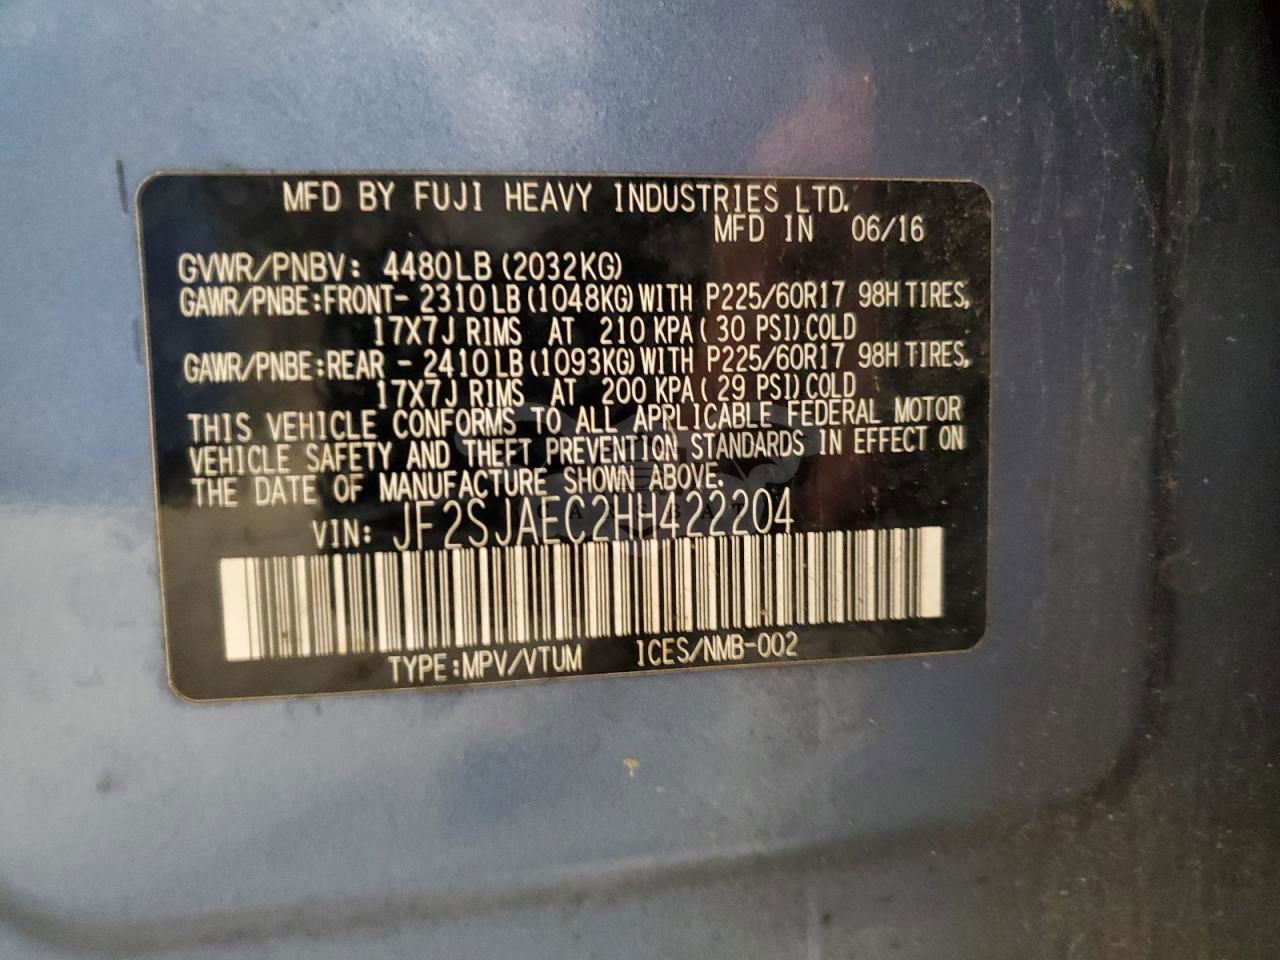 MFD BY FUJI HEAVY INDUSTRIES LTD.
MFD IN 06/16
GVWR/PNBV: 4480LB (2032KG)
GAWR/PNBE:FRONT- 2310LB (1048KG) WITH P225/60R17 98H TIRES,
17X7J RIMS AT 210 KPA ( 30 PSI) COLD
GAWR/PNBE:REAR - 2410LB (1093KG) WITH P225/60R17 98H TIRES,
17X7J RIMS AT 200 KPA ( 29 PSI) COLD
THIS VEHICLE CONFORMS TO ALL APPLICABLE FEDERAL MOTOR
VEHICLE SAFETY AND THEFT PREVENTION STANDARDS IN EFFECT ON
THE DATE OF MANUFACTURE SHOWN ABOVE.
VIN: JF2SJAEC2HH422204
TYPE:MPV/VTUM ICES/NMB-002